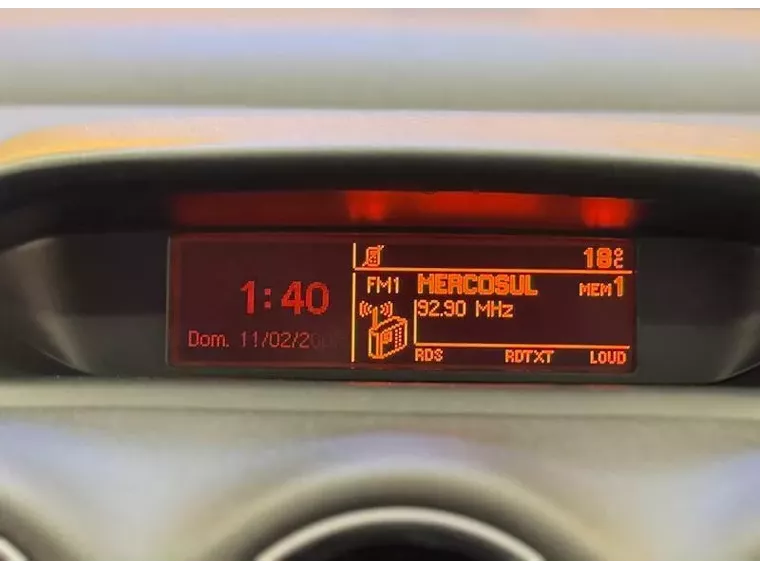 18°C
1:40
FM1 MERCOSUL MEM1
92.90 MHz
Dom. 11/02/20
RDS RDTXT LOUD